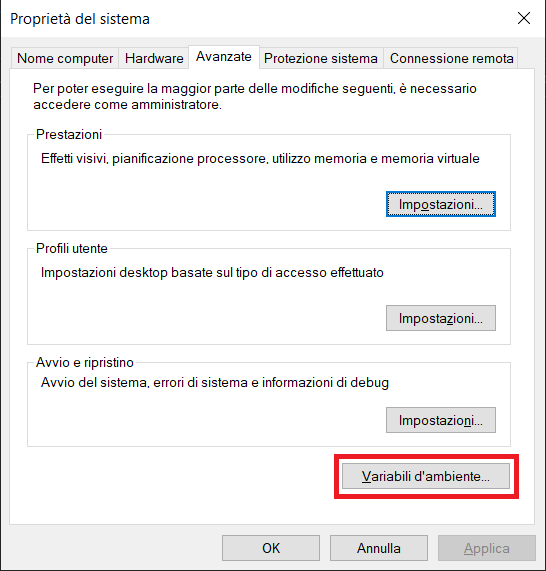 Proprietà del sistema
Nome computer Hardware Avanzate Protezione sistema Connessione remota
Per poter eseguire la maggior parte delle modifiche seguenti, è necessario
accedere come amministratore.
Prestazioni
Effetti visivi, pianificazione processore, utilizzo memoria e memoria virtuale
Impostazioni...
Profili utente
Impostazioni desktop basate sul tipo di accesso effettuato
Impostazioni...
Avvio e ripristino
Avvio del sistema, errori di sistema e informazioni di debug
Impostazioni...
Variabili d'ambiente...
OK Annulla Applica